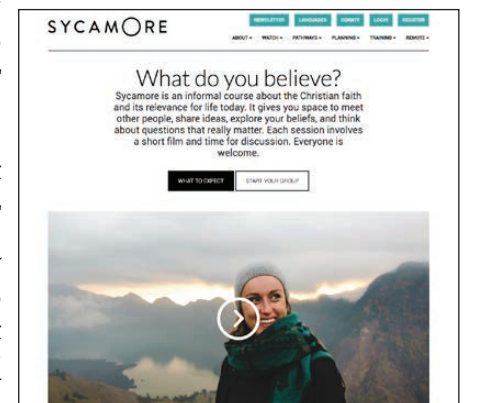 SYCAMORE
NEWSLETTER LANGUAGES DONATE LOGIN REGISTER
ABOUT WATCH PATHWAYS PLANNING TRAINING REMOTE
What do you believe?
Sycamore is an informal course about the Christian faith
and its relevance for life today. It gives you space to meet
other people, share ideas, explore your beliefs, and think
about questions that really matter. Each session involves
a short film and time for discussion. Everyone is
welcome.
WHAT TO EXPECT START YOUR GROUP